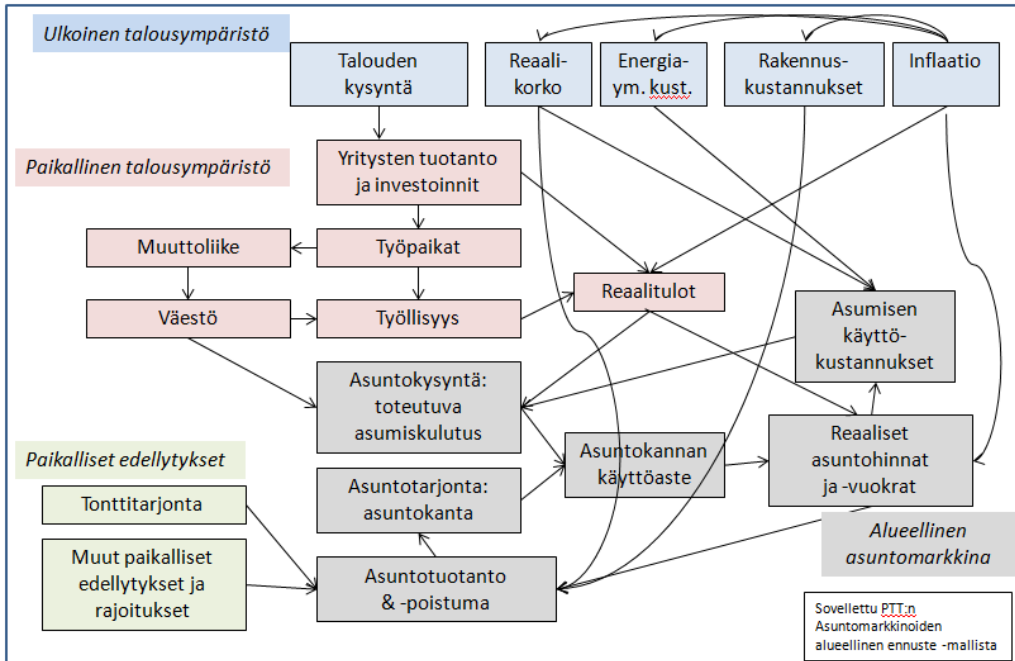 Ulkoinen talousympäristö
Talouden
kysyntä
Reaali-
korko
Energia-
ym. kust.
Rakennus-
kustannukset
Inflaatio
Paikallinen talousympäristö
Yritysten tuotanto
ja investoinnit
Muuttoliike
Työpaikat
Väestö
Työllisyys
Reaalitulot
Asumisen
käyttö-
kustannukset
Asuntokysyntä:
toteutuva
asumiskulutus
Paikalliset edellytykset
Tonttitarjonta
Asuntotarjonta:
asuntokanta
Asuntokannan
käyttöaste
Reaaliset
asuntohinnat
ja -vuokrat
Muut paikalliset
edellytykset ja
rajoitukset
Asuntotuotanto
& -poistuma
Alueellinen
asuntomarkkina
Sovellettu PTT:n
Asuntomarkkinoiden
alueellinen ennuste -mallista